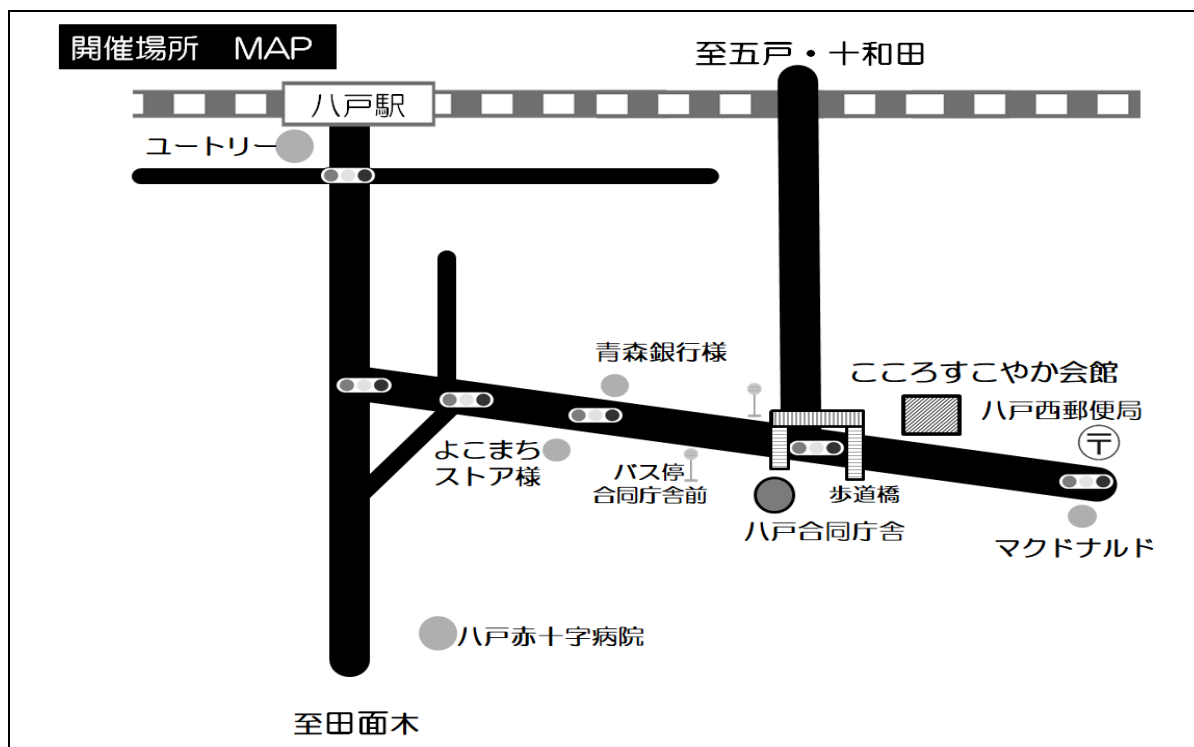 開催場所　MAP
至五戸・十和田
八戸駅
ユートリー
青森銀行様
こころすこやか会館
八戸西郵便局
〒
よこまち
ストア様
バス停
合同庁舎前
歩道橋
八戸合同庁舎
マクドナルド
八戸赤十字病院
至田面木